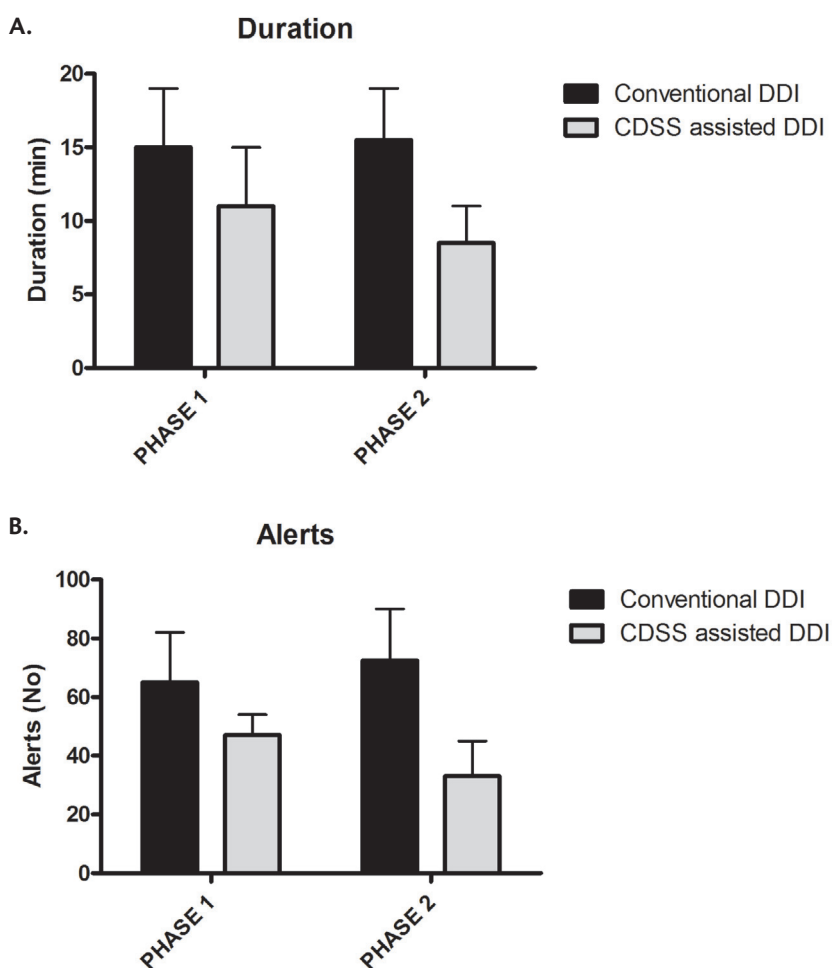 A.
Duration
Duration (min)
20
15
10
5
0
PHASE 1
PHASE 2
Conventional DDI
CDSS assisted DDI
B.
Alerts
Alerts (No)
100
80
60
40
20
0
PHASE 1
PHASE 2
Conventional DDI
CDSS assisted DDI